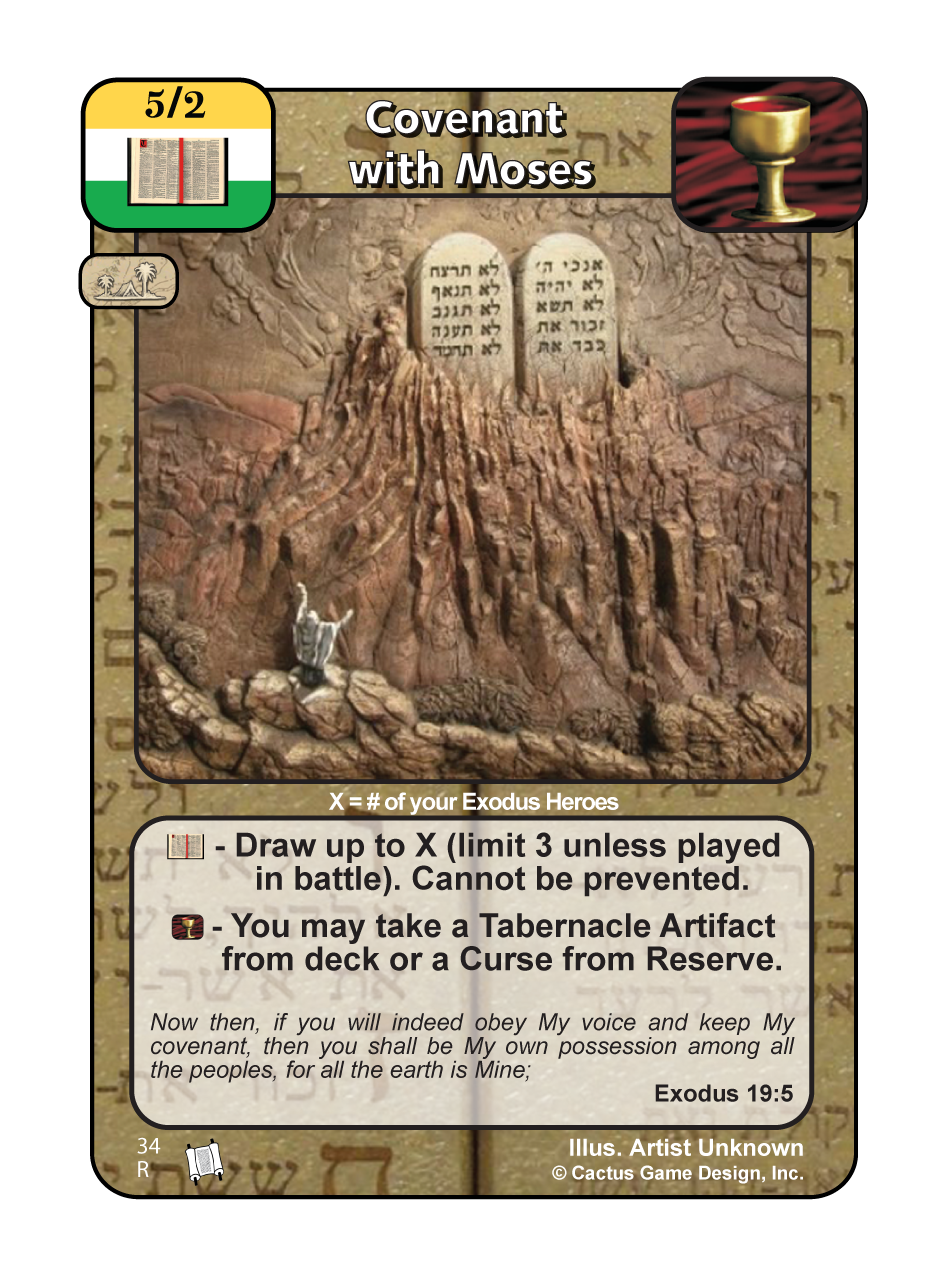 5/2
Covenant
with Moses
אנכי ה׳
לא יהיה
לא תשא
זכור את
כבד את
לא תרצח
לא תנאף
לא תגנב
לא תענה
לא תחמד
X = # of your Exodus Heroes
- Draw up to X (limit 3 unless played
in battle). Cannot be prevented.
- You may take a Tabernacle Artifact
from deck or a Curse from Reserve.
Now then, if you will indeed obey My voice and keep My
covenant, then you shall be My own possession among all
the peoples, for all the earth is Mine;
Exodus 19:5
34
R
Illus. Artist Unknown
© Cactus Game Design, Inc.